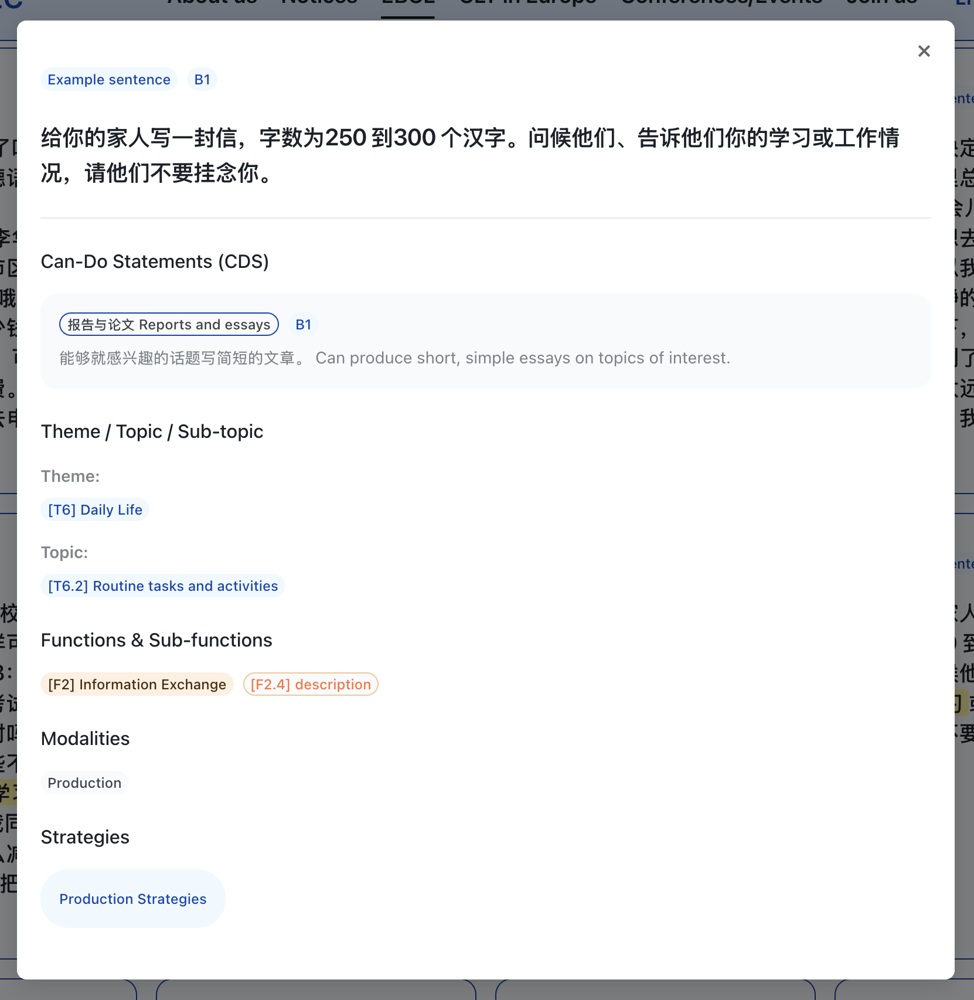 Example sentence B1
给你的家人写一封信，字数为250 到300 个汉字。问候他们、告诉他们你的学习或工作情
况，请他们不要挂念你。
Can-Do Statements (CDS)
报告与论文 Reports and essays B1
能够就感兴趣的话题写简短的文章。 Can produce short, simple essays on topics of interest.
Theme / Topic / Sub-topic
Theme:
[T6] Daily Life
Topic:
[T6.2] Routine tasks and activities
Functions & Sub-functions
[F2] Information Exchange [F2.4] description
Modalities
Production
Strategies
Production Strategies